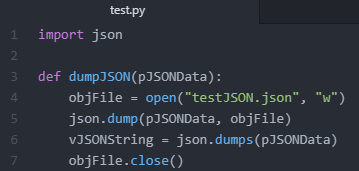 test.py
1 import json
2
3 def dumpJSON(pJSONData):
4     objFile = open("testJSON.json", "w")
5     json.dump(pJSONData, objFile)
6     vJSONString = json.dumps(pJSONData)
7     objFile.close()